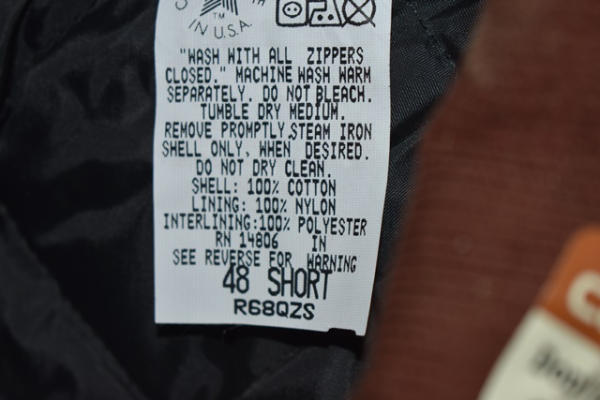 TM
IN U.S.A.
"WASH WITH ALL ZIPPERS
CLOSED." MACHINE WASH WARM
SEPARATELY. DO NOT BLEACH.
TUMBLE DRY MEDIUM.
REMOVE PROMPTLY.STEAM IRON
SHELL ONLY, WHEN DESIRED.
DO NOT DRY CLEAN.
SHELL: 100% COTTON
LINING: 100% NYLON
INTERLINING:100% POLYESTER
RN 14806 IN
SEE REVERSE FOR WARNING
48 SHORT
R68QZS